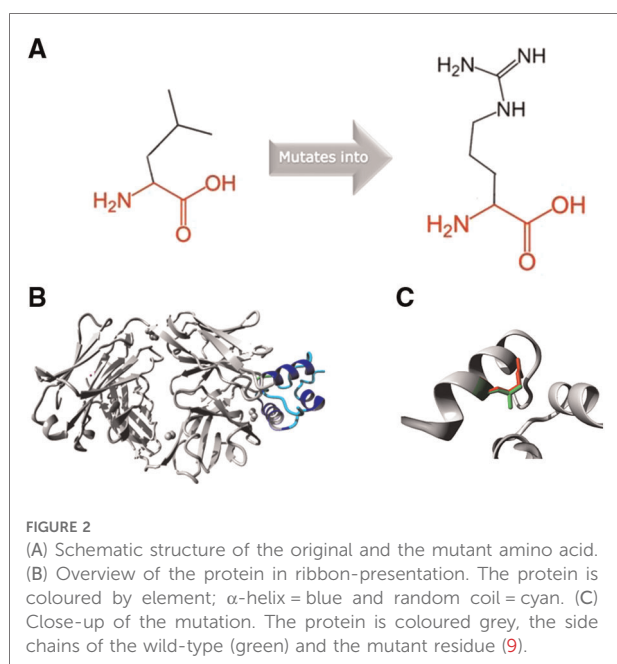 A
H₂N
NH
NH
Mutates into
OH
H₂N
O
OH
H₂N
O
B
C
FIGURE 2
(A) Schematic structure of the original and the mutant amino acid.
(B) Overview of the protein in ribbon-presentation. The protein is
coloured by element; α-helix = blue and random coil = cyan. (C)
Close-up of the mutation. The protein is coloured grey, the side
chains of the wild-type (green) and the mutant residue (9).